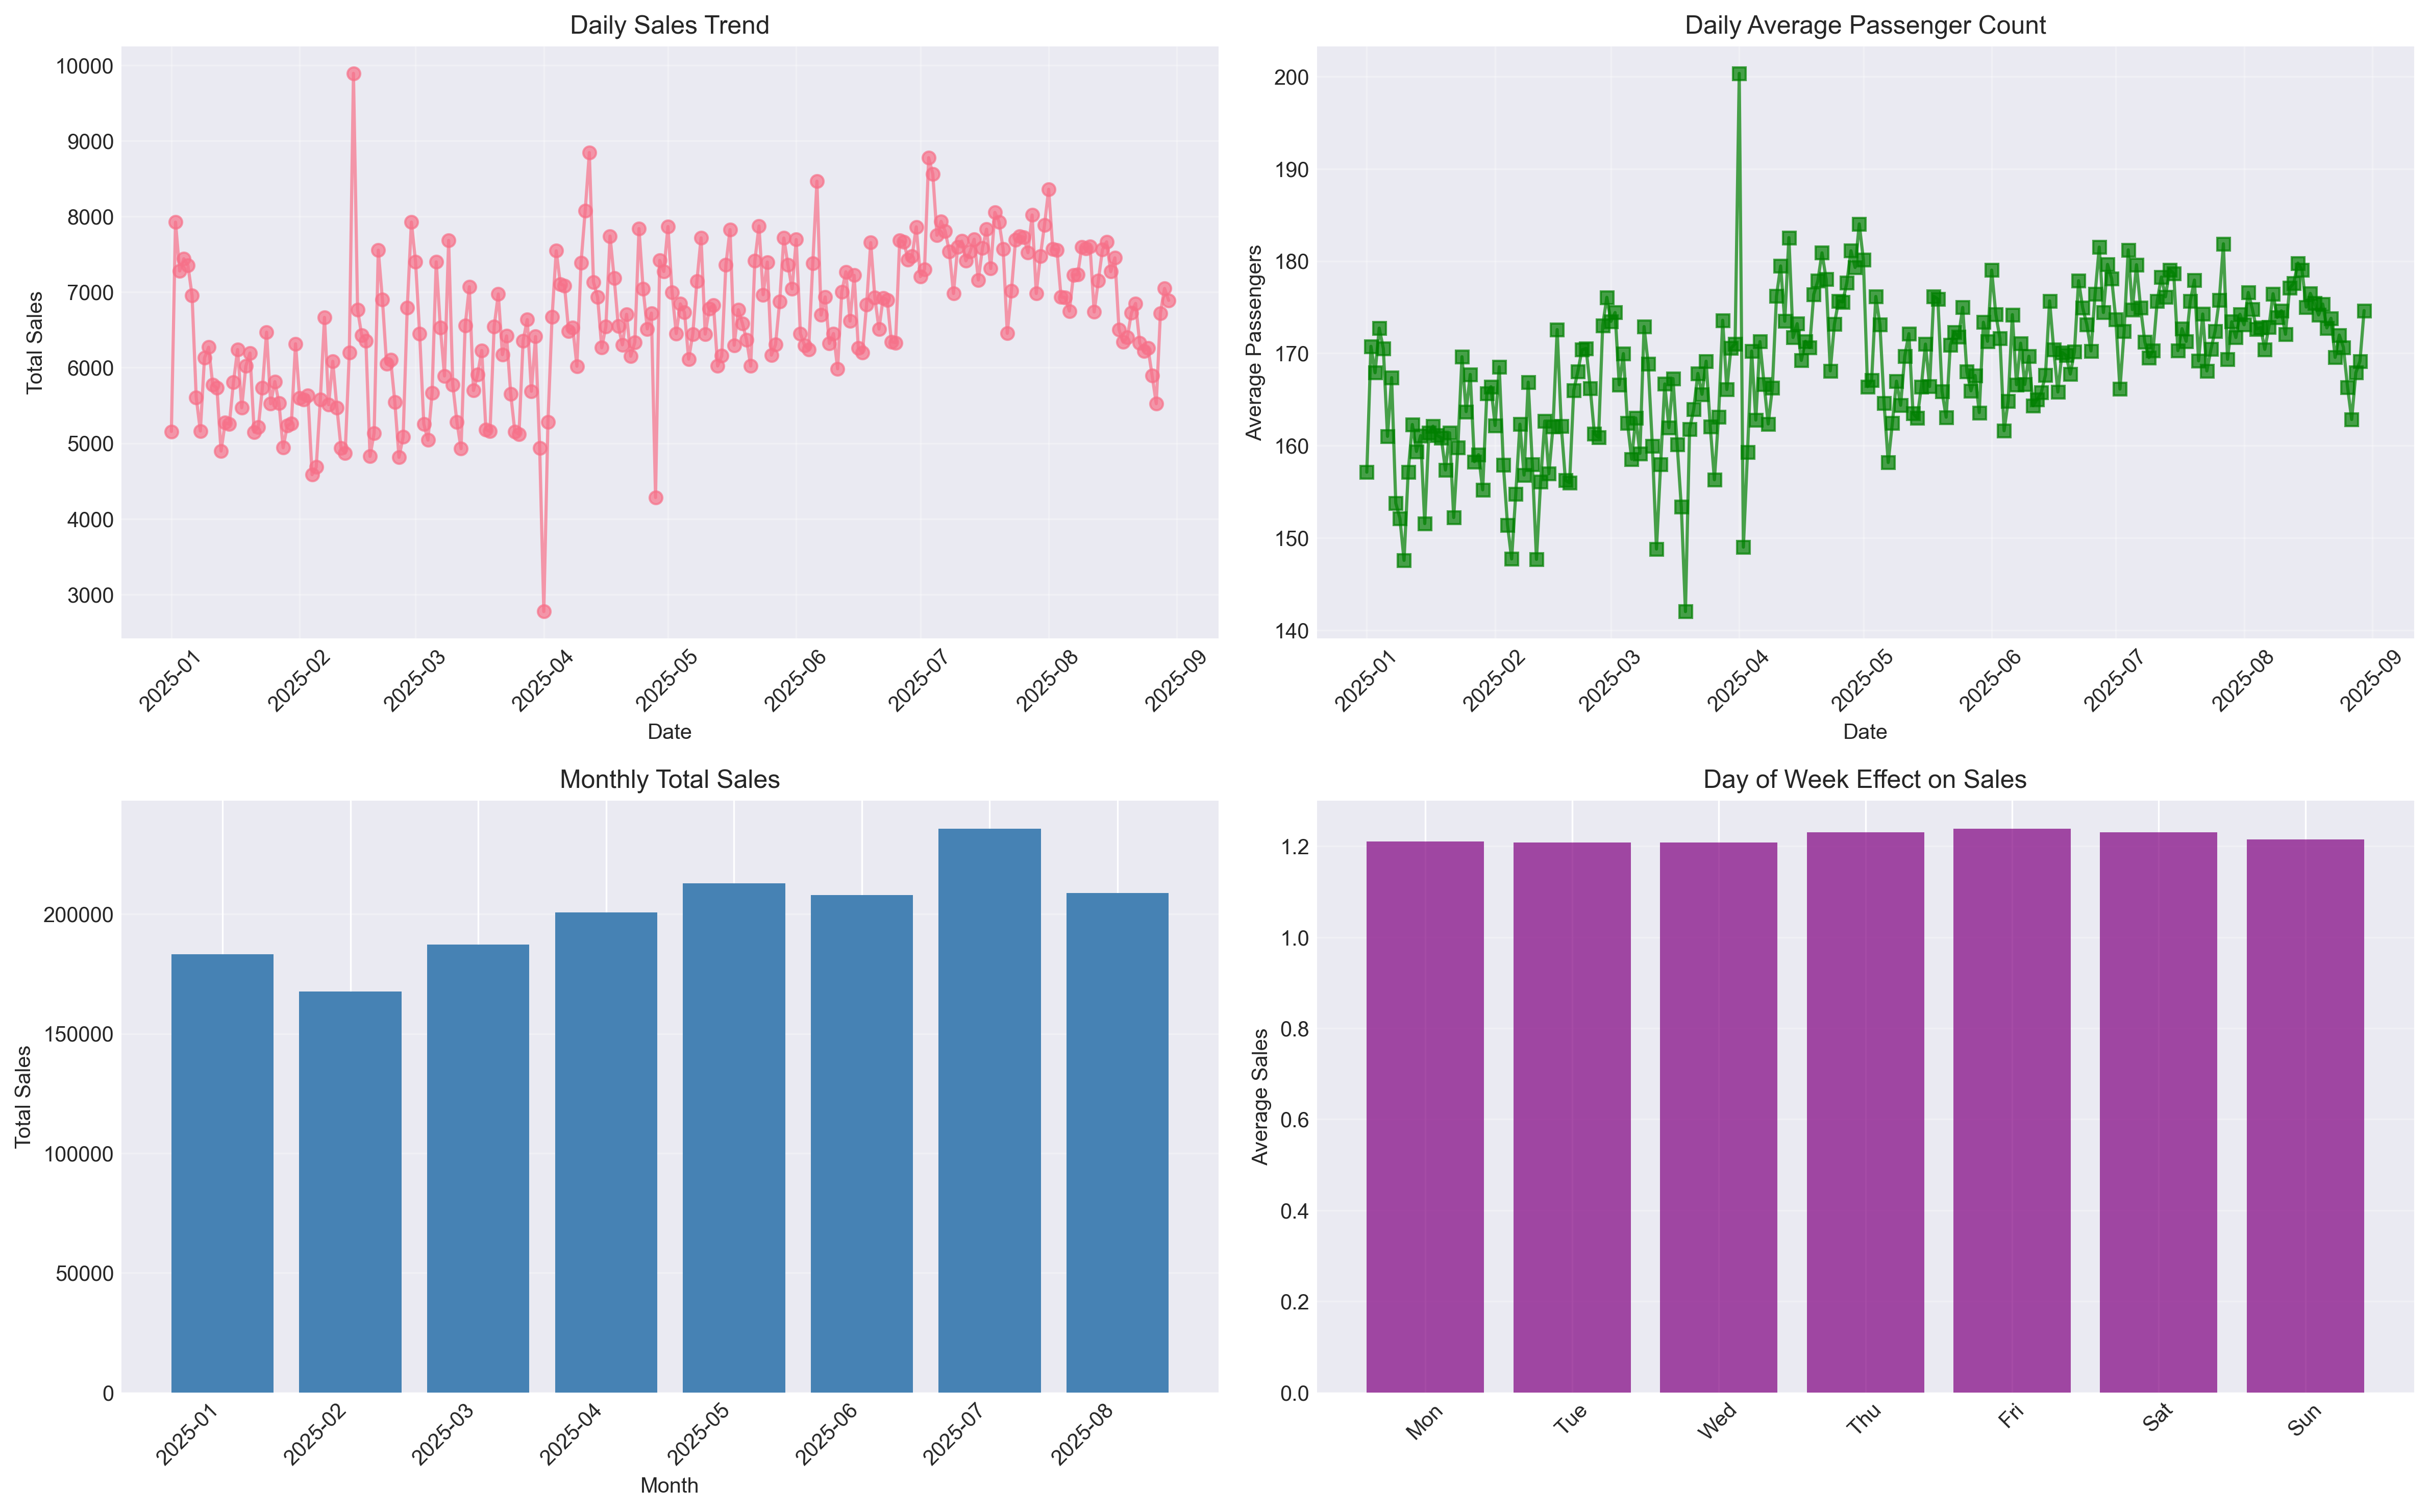 Daily Sales Trend
Total Sales
10000
9000
8000
7000
6000
5000
4000
3000
2025-01
2025-02
2025-03
2025-04
2025-05
2025-06
2025-07
2025-08
2025-09
Date
Daily Average Passenger Count
Average Passengers
200
190
180
170
160
150
140
2025-01
2025-02
2025-03
2025-04
2025-05
2025-06
2025-07
2025-08
2025-09
Date
Monthly Total Sales
Total Sales
200000
150000
100000
50000
0
2025-01
2025-02
2025-03
2025-04
2025-05
2025-06
2025-07
2025-08
Month
Day of Week Effect on Sales
Average Sales
1.2
1.0
0.8
0.6
0.4
0.2
0.0
Mon
Tue
Wed
Thu
Fri
Sat
Sun